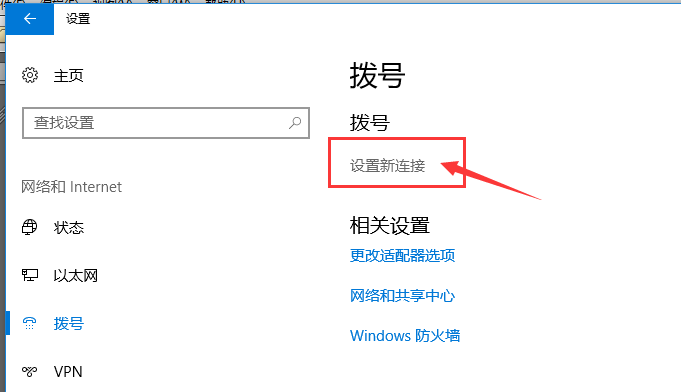 设置
主页
查找设置
网络和 Internet
状态
以太网
拨号
VPN
拨号
拨号
设置新连接
相关设置
更改适配器选项
网络和共享中心
Windows 防火墙